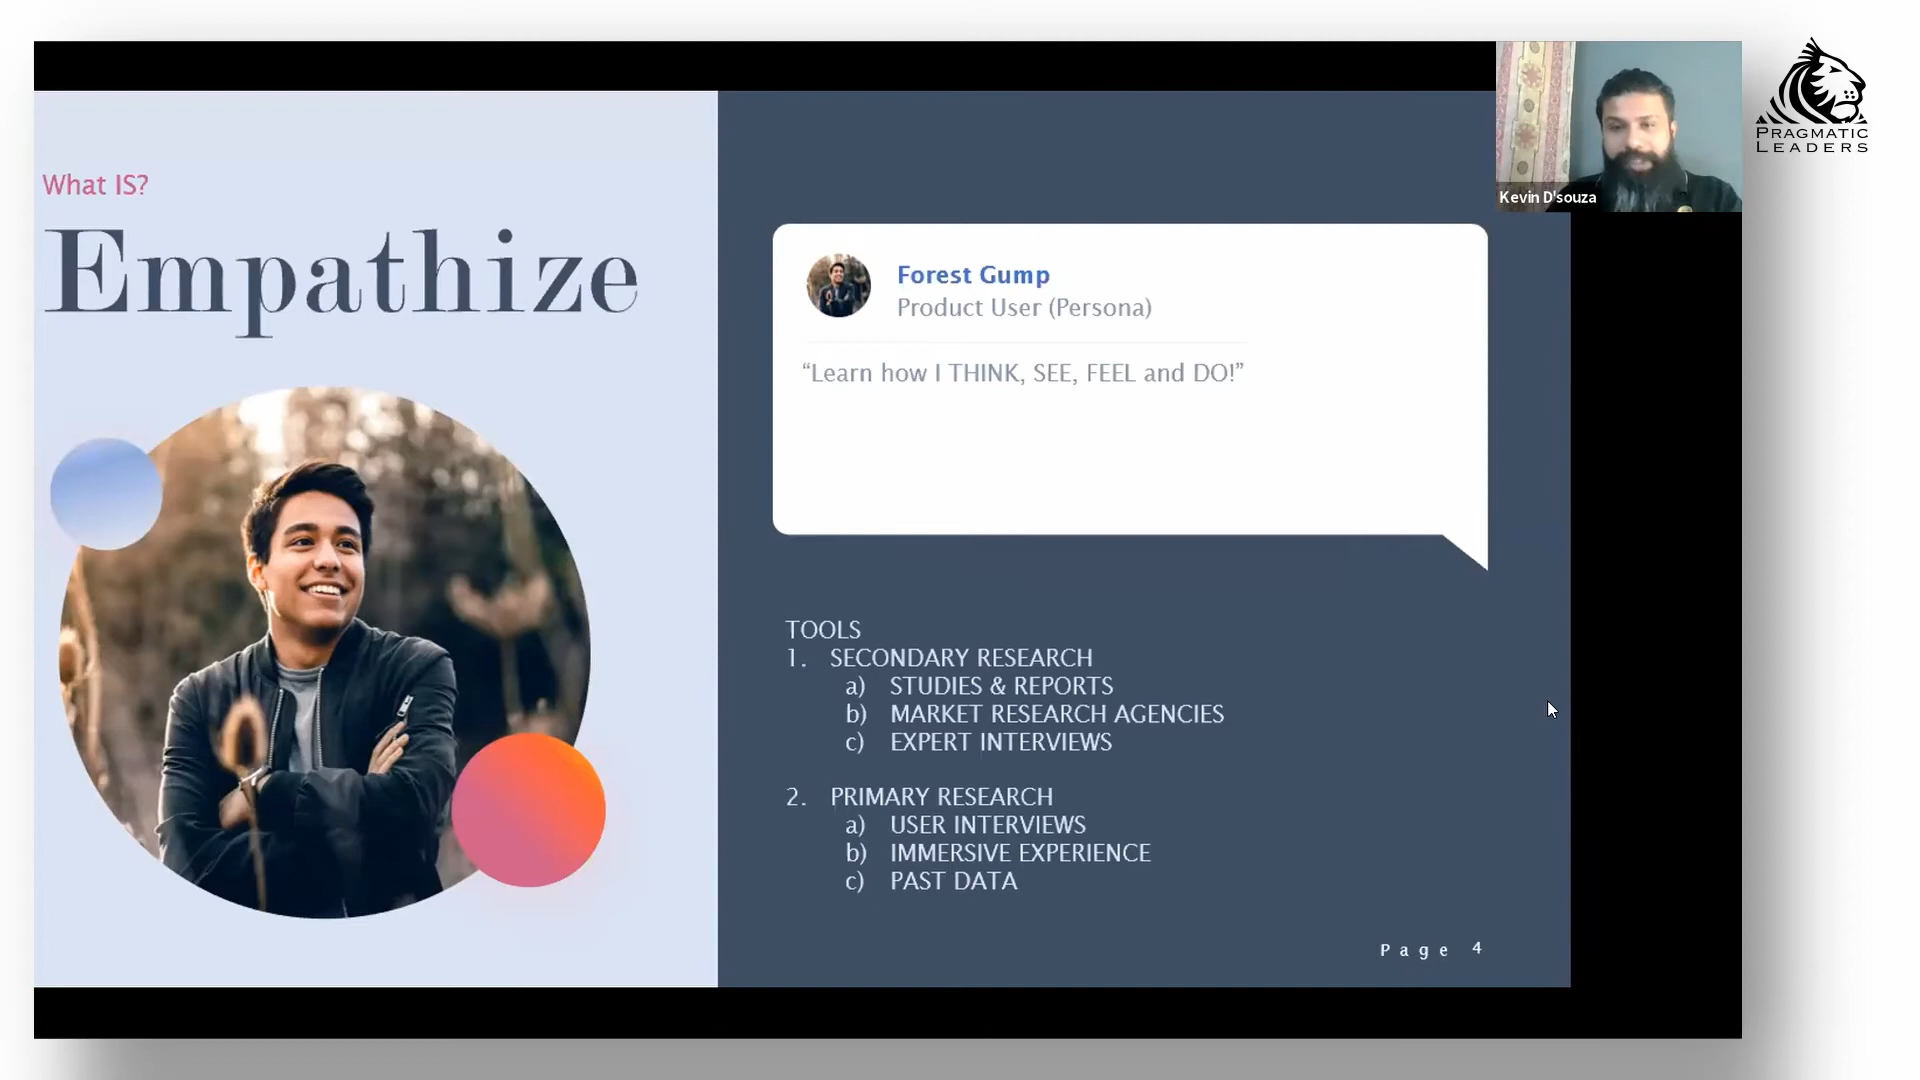 What IS?
Empathize
Forest Gump
Product User (Persona)
“Learn how I THINK, SEE, FEEL and DO!”
TOOLS
1. SECONDARY RESEARCH
a) STUDIES & REPORTS
b) MARKET RESEARCH AGENCIES
c) EXPERT INTERVIEWS
2. PRIMARY RESEARCH
a) USER INTERVIEWS
b) IMMERSIVE EXPERIENCE
c) PAST DATA
Page 4
Kevin D'souza
PRAGMATIC
LEADERS